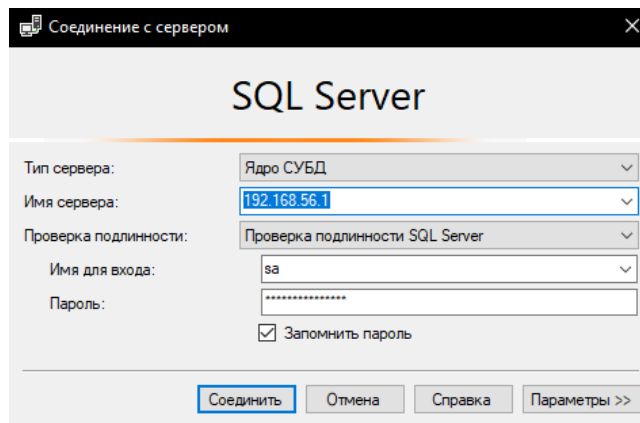 Соединение с сервером
SQL Server
Тип сервера: Ядро СУБД
Имя сервера: 192.168.56.1
Проверка подлинности: Проверка подлинности SQL Server
Имя для входа: sa
Пароль: ***************
Запомнить пароль
Соединить Отмена Справка Параметры >>